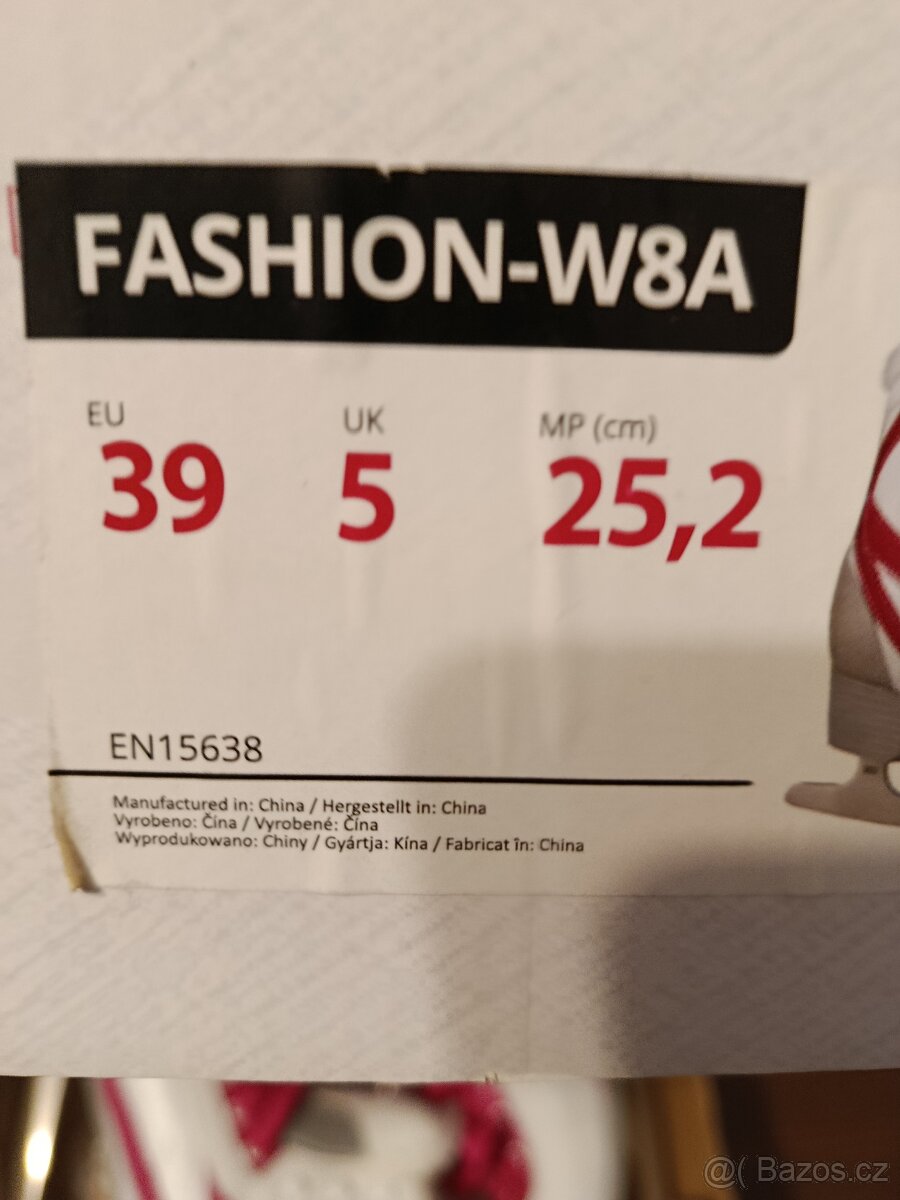 FASHION-W8A
EU UK MP (cm)
39 5 25,2
EN15638
Manufactured in: China / Hergestellt in: China
Vyrobeno: Čína / Vyrobené: Čína
Wyprodukowano: Chiny / Gyártja: Kína / Fabricat în: China
@( Bazos.cz